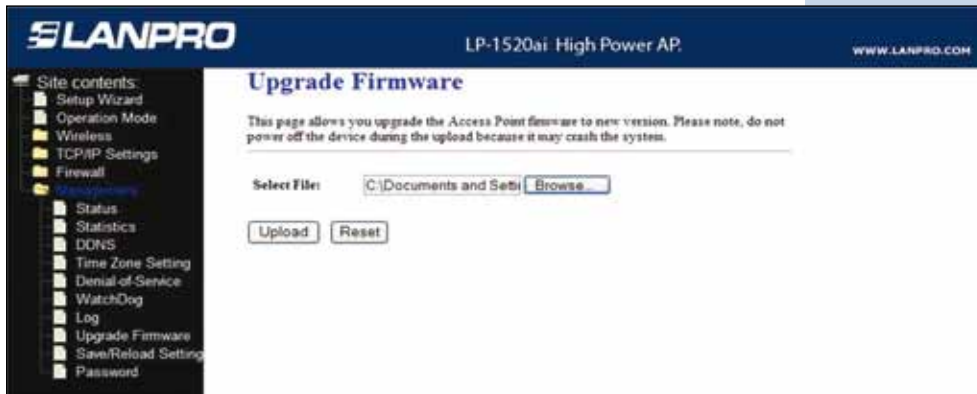 LANPRO
LP-1520ai High Power AP.
WWW.LANPRO.COM
Site contents:
Setup Wizard
Operation Mode
Wireless
TCP/IP Settings
Firewall
Management
Status
Statistics
DDNS
Time Zone Setting
Denial-of-Service
WatchDog
Log
Upgrade Firmware
Save/Reload Setting
Password
Upgrade Firmware
This page allows you upgrade the Access Point firmware to new version. Please note, do not
power off the device during the upload because it may crash the system.
Select File: C:\Documents and Setti Browse...
Upload Reset